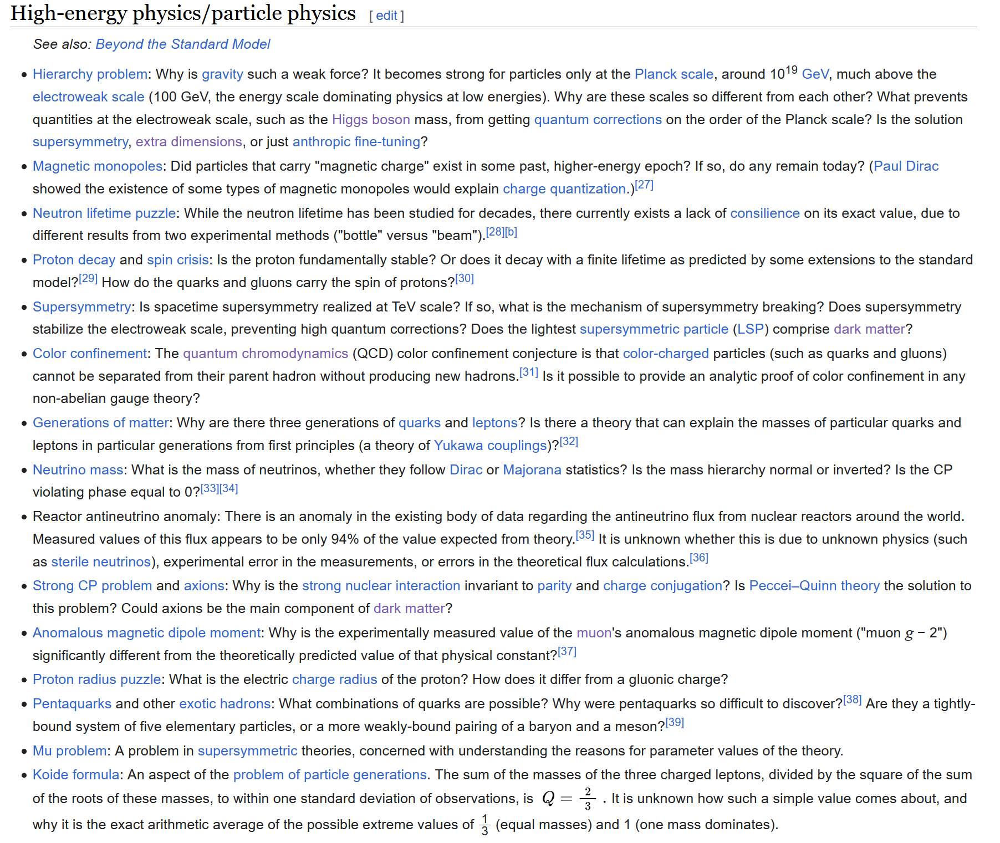 High-energy physics/particle physics [ edit ]
See also: Beyond the Standard Model
• Hierarchy problem: Why is gravity such a weak force? It becomes strong for particles only at the Planck scale, around 10¹⁹ GeV, much above the
electroweak scale (100 GeV, the energy scale dominating physics at low energies). Why are these scales so different from each other? What prevents
quantities at the electroweak scale, such as the Higgs boson mass, from getting quantum corrections on the order of the Planck scale? Is the solution
supersymmetry, extra dimensions, or just anthropic fine-tuning?
• Magnetic monopoles: Did particles that carry "magnetic charge" exist in some past, higher-energy epoch? If so, do any remain today? (Paul Dirac
showed the existence of some types of magnetic monopoles would explain charge quantization.)[27]
• Neutron lifetime puzzle: While the neutron lifetime has been studied for decades, there currently exists a lack of consilience on its exact value, due to
different results from two experimental methods ("bottle" versus "beam").[28][b]
• Proton decay and spin crisis: Is the proton fundamentally stable? Or does it decay with a finite lifetime as predicted by some extensions to the standard
model?[29] How do the quarks and gluons carry the spin of protons?[30]
• Supersymmetry: Is spacetime supersymmetry realized at TeV scale? If so, what is the mechanism of supersymmetry breaking? Does supersymmetry
stabilize the electroweak scale, preventing high quantum corrections? Does the lightest supersymmetric particle (LSP) comprise dark matter?
• Color confinement: The quantum chromodynamics (QCD) color confinement conjecture is that color-charged particles (such as quarks and gluons)
cannot be separated from their parent hadron without producing new hadrons.[31] Is it possible to provide an analytic proof of color confinement in any
non-abelian gauge theory?
• Generations of matter: Why are there three generations of quarks and leptons? Is there a theory that can explain the masses of particular quarks and
leptons in particular generations from first principles (a theory of Yukawa couplings)?[32]
• Neutrino mass: What is the mass of neutrinos, whether they follow Dirac or Majorana statistics? Is the mass hierarchy normal or inverted? Is the CP
violating phase equal to 0?[33][34]
• Reactor antineutrino anomaly: There is an anomaly in the existing body of data regarding the antineutrino flux from nuclear reactors around the world.
Measured values of this flux appears to be only 94% of the value expected from theory.[35] It is unknown whether this is due to unknown physics (such
as sterile neutrinos), experimental error in the measurements, or errors in the theoretical flux calculations.[36]
• Strong CP problem and axions: Why is the strong nuclear interaction invariant to parity and charge conjugation? Is Peccei–Quinn theory the solution to
this problem? Could axions be the main component of dark matter?
• Anomalous magnetic dipole moment: Why is the experimentally measured value of the muon's anomalous magnetic dipole moment ("muon g − 2")
significantly different from the theoretically predicted value of that physical constant?[37]
• Proton radius puzzle: What is the electric charge radius of the proton? How does it differ from a gluonic charge?
• Pentaquarks and other exotic hadrons: What combinations of quarks are possible? Why were pentaquarks so difficult to discover?[38] Are they a tightly-
bound system of five elementary particles, or a more weakly-bound pairing of a baryon and a meson?[39]
• Mu problem: A problem in supersymmetric theories, concerned with understanding the reasons for parameter values of the theory.
• Koide formula: An aspect of the problem of particle generations. The sum of the masses of the three charged leptons, divided by the square of the sum
of the roots of these masses, to within one standard deviation of observations, is Q = 2/3 . It is unknown how such a simple value comes about, and
why it is the exact arithmetic average of the possible extreme values of 1/3 (equal masses) and 1 (one mass dominates).